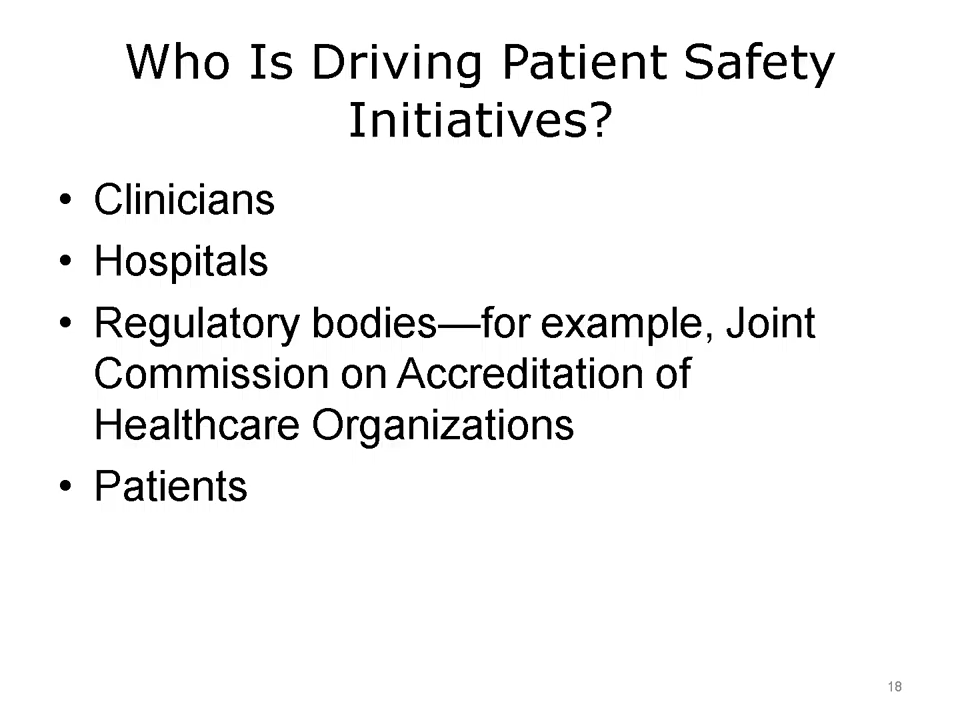 Who Is Driving Patient Safety
Initiatives?
• Clinicians
• Hospitals
• Regulatory bodies—for example, Joint
Commission on Accreditation of
Healthcare Organizations
• Patients
18